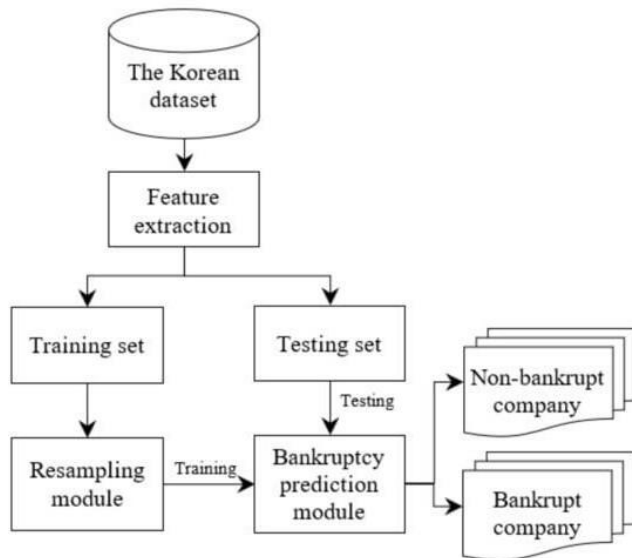 The Korean
dataset
Feature
extraction
Training set
Testing set
Non-bankrupt
company
Testing
Resampling
module
Training
Bankruptcy
prediction
module
Bankrupt
company